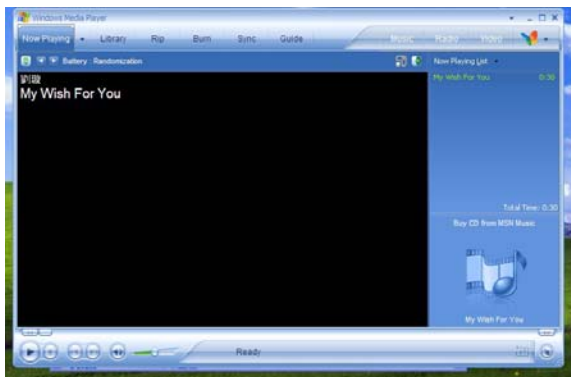 Windows Media Player
Now Playing Library Rip Burn Sync Guide Music Radio Video
Battery : Randomization Now Playing List
My Wish For You
My Wish For You 0:30
Total Time: 0:30
Buy CD from MSN Music
My Wish For You
Ready